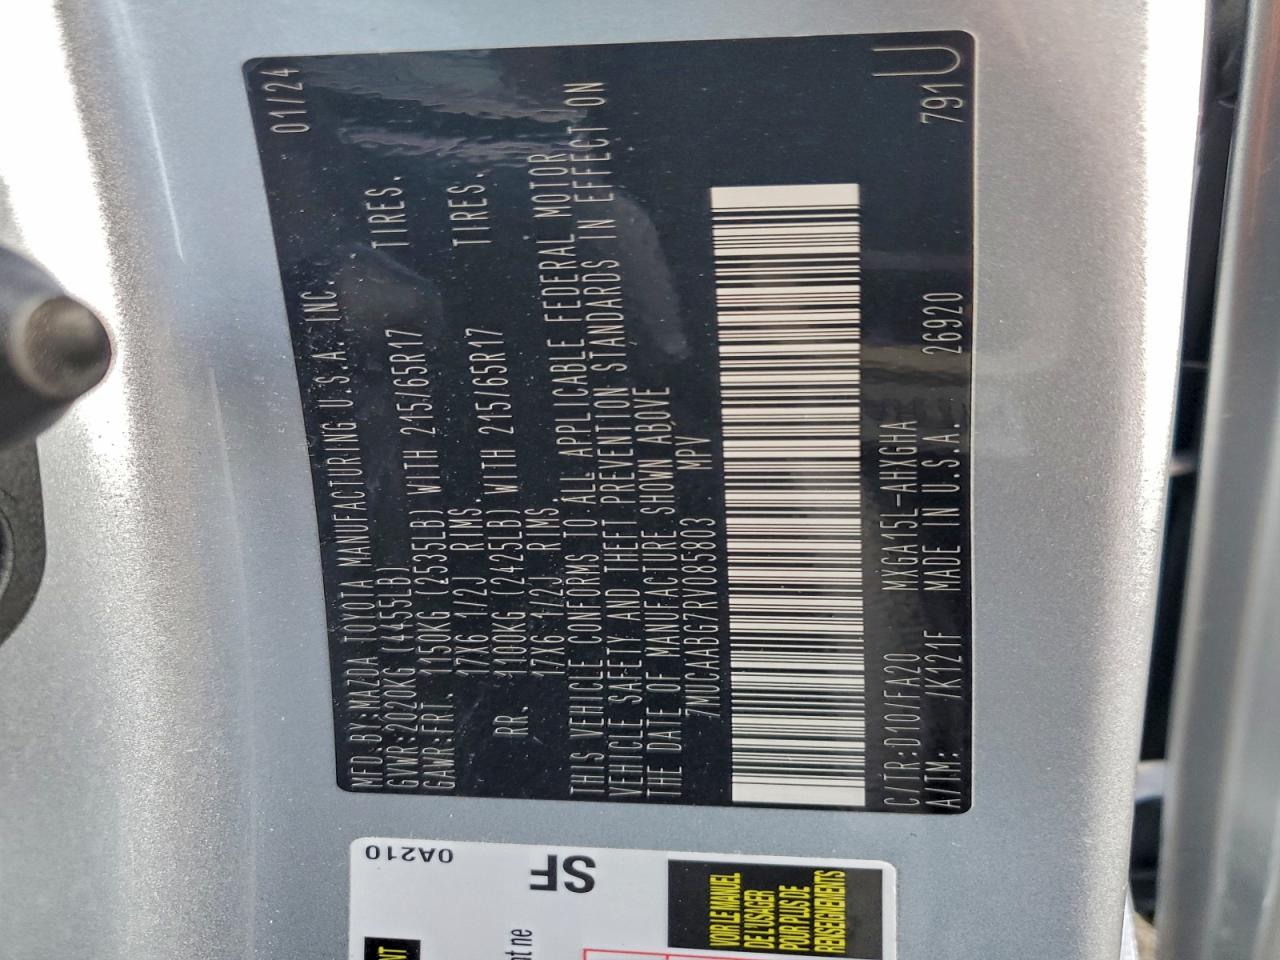 01/24
MFD.BY:MAZDA TOYOTA MANUFACTURING U.S.A. INC.
GVWR:2020KG (4455LB)
GAWR:FRT. 1150KG (2535LB) WITH 215/65R17 TIRES.
17X6 1/2J RIMS.
RR. 1100KG (2425LB) WITH 215/65R17 TIRES.
17X6 1/2J RIMS.
THIS VEHICLE CONFORMS TO ALL APPLICABLE FEDERAL MOTOR
VEHICLE SAFETY AND THEFT PREVENTION STANDARDS IN EFFECT ON
THE DATE OF MANUFACTURE SHOWN ABOVE
7MUCAABG7RV085803 MPV
C/TR:D10/FA20 MXGA15L-AHXGHA
A/TM: /K121F MADE IN U.S.A. 26920 791U
0A210
SF
VOIR LE MANUEL
DE L'USAGER
POUR PLUS DE
RENSEIGNEMENTS